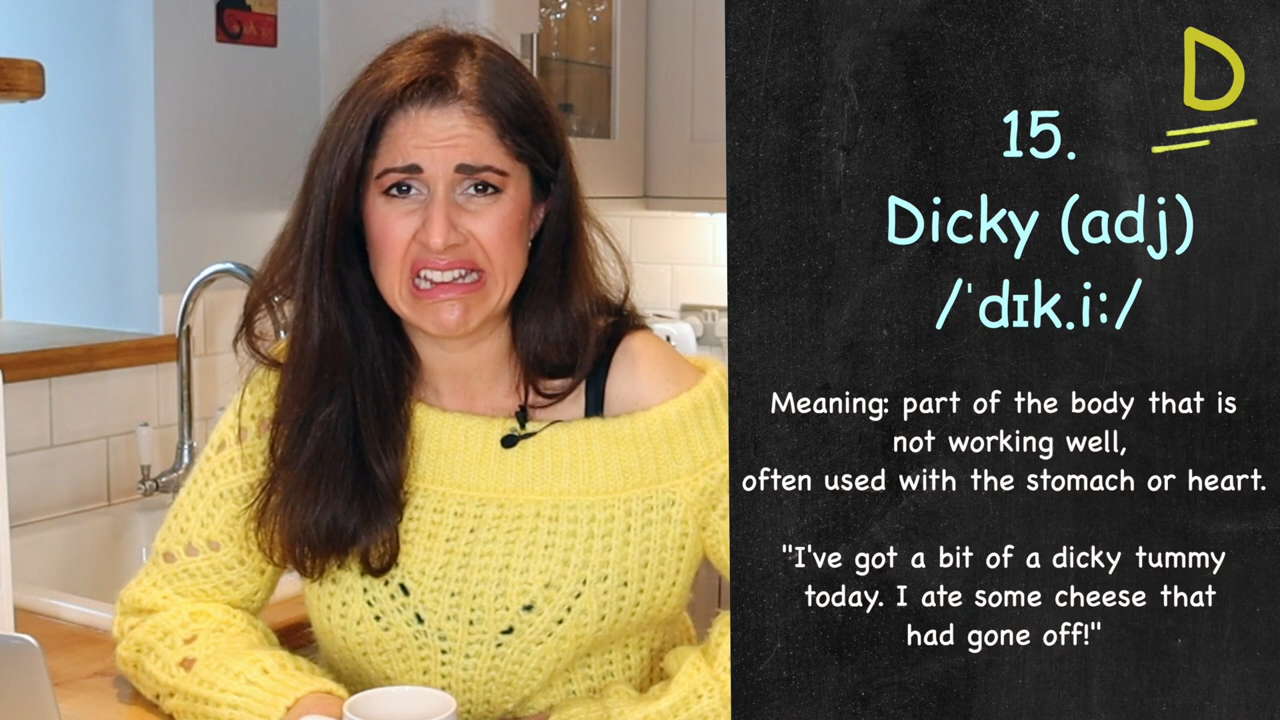 D
15.
Dicky (adj)
/ˈdɪk.iː/
Meaning: part of the body that is
not working well,
often used with the stomach or heart.
"I've got a bit of a dicky tummy
today. I ate some cheese that
had gone off!"